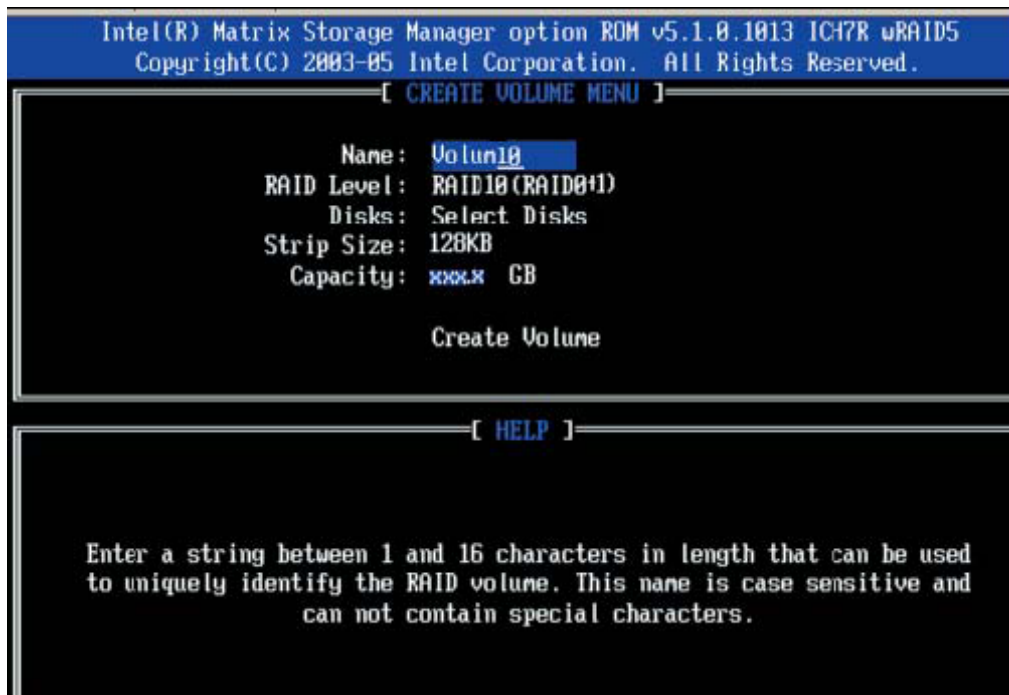 Intel(R) Matrix Storage Manager option ROM v5.1.0.1013 ICH7R wRAID5
Copyright(C) 2003-05 Intel Corporation. All Rights Reserved.
[ CREATE VOLUME MENU ]
Name: Volum10
RAID Level: RAID10(RAID0+1)
Disks: Select Disks
Strip Size: 128KB
Capacity: xxx.x GB
Create Volume
[ HELP ]
Enter a string between 1 and 16 characters in length that can be used
to uniquely identify the RAID volume. This name is case sensitive and
can not contain special characters.